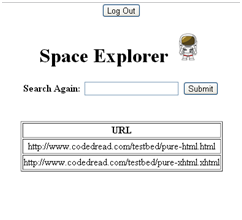 Log Out
Space Explorer
Search Again: Submit
URL
http://www.codedread.com/testbed/pure-html.html
http://www.codedread.com/testbed/pure-xhtml.xhtml